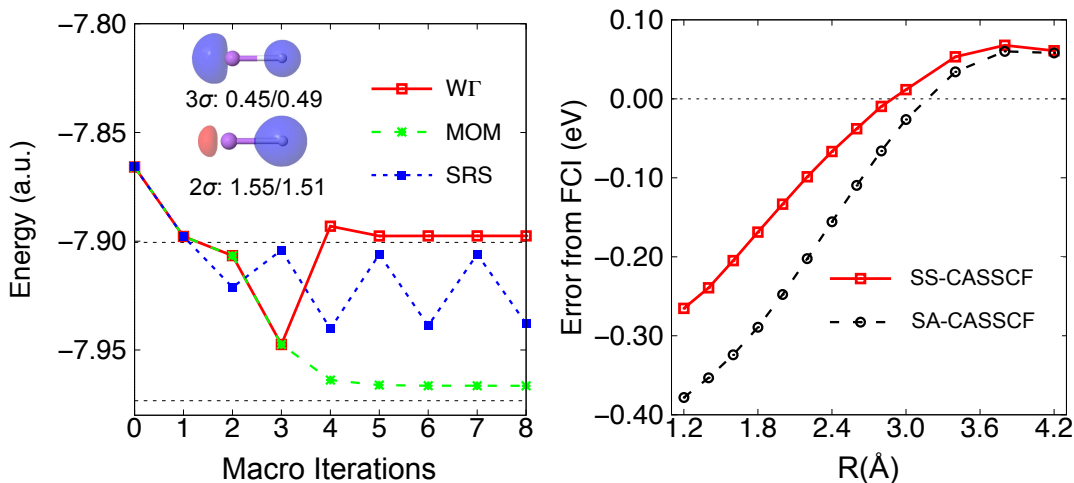 Energy (a.u.)
−7.80
−7.85
−7.90
−7.95
3σ: 0.45/0.49
2σ: 1.55/1.51
WΓ
MOM
SRS
0 1 2 3 4 5 6 7 8
Macro Iterations
Error from FCI (eV)
0.10
0.00
−0.10
−0.20
−0.30
−0.40
SS-CASSCF
SA-CASSCF
1.2 1.8 2.4 3.0 3.6 4.2
R(Å)